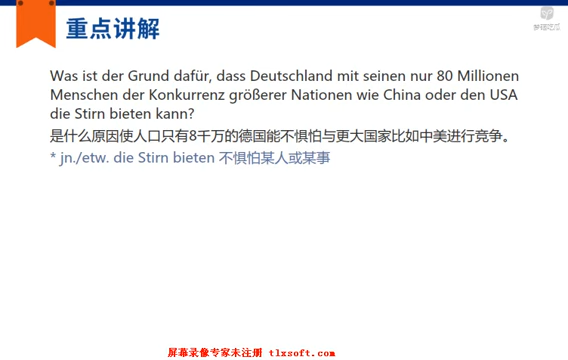 重点讲解
Was ist der Grund dafür, dass Deutschland mit seinen nur 80 Millionen
Menschen der Konkurrenz größerer Nationen wie China oder den USA
die Stirn bieten kann?
是什么原因使人口只有8千万的德国能不惧怕与更大国家比如中美进行竞争。
* jn./etw. die Stirn bieten 不惧怕某人或某事
屏幕录像专家未注册 tlxsoft.com